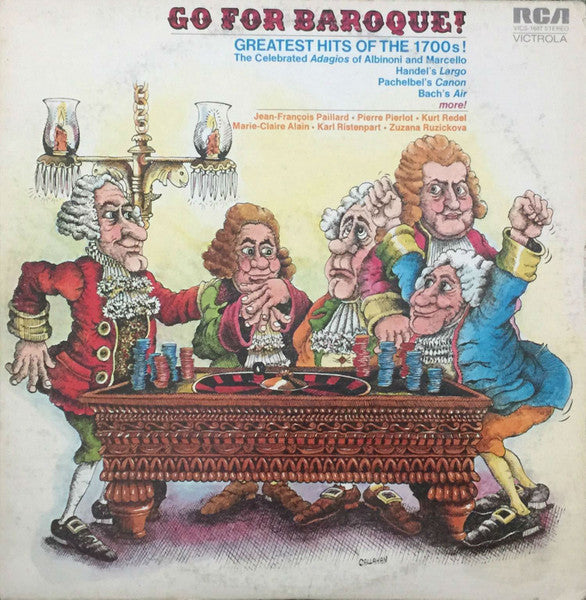 GO FOR BAROQUE!
RCA
VICS-1687 STEREO
VICTROLA
GREATEST HITS OF THE 1700s!
The Celebrated Adagios of Albinoni and Marcello
Handel's Largo
Pachelbel's Canon
Bach's Air
more!
Jean-François Paillard • Pierre Pierlot • Kurt Redel
Marie-Claire Alain • Karl Ristenpart • Zuzana Ruzickova
CALLAHAN